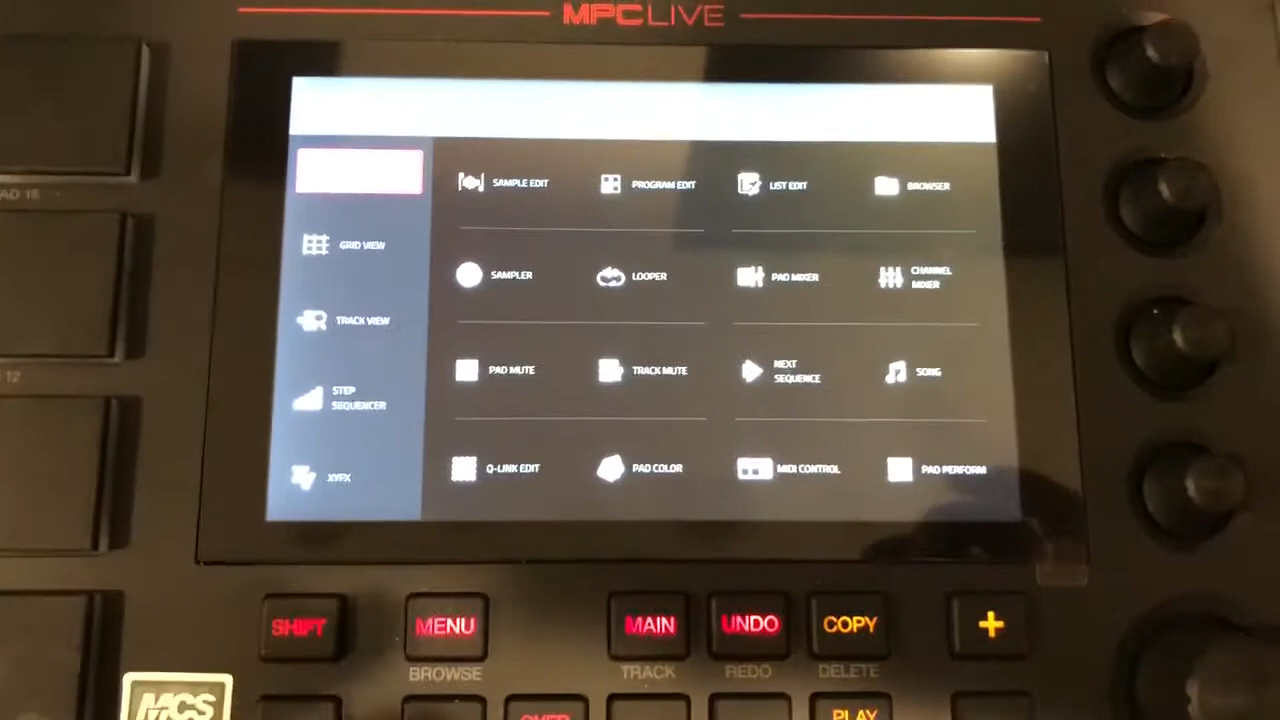 MPCLIVE
SAMPLE EDIT
PROGRAM EDIT
LIST EDIT
BROWSER
GRID VIEW
SAMPLER
LOOPER
PAD MIXER
CHANNEL
MIXER
TRACK VIEW
PAD MUTE
TRACK MUTE
NEXT
SEQUENCE
SONG
STEP
SEQUENCER
XYFX
Q-LINK EDIT
PAD COLOR
MIDI CONTROL
PAD PERFORM
SHIFT
MENU
MAIN
UNDO
COPY
+
BROWSE
TRACK
REDO
DELETE
MCS
OVER
PLAY